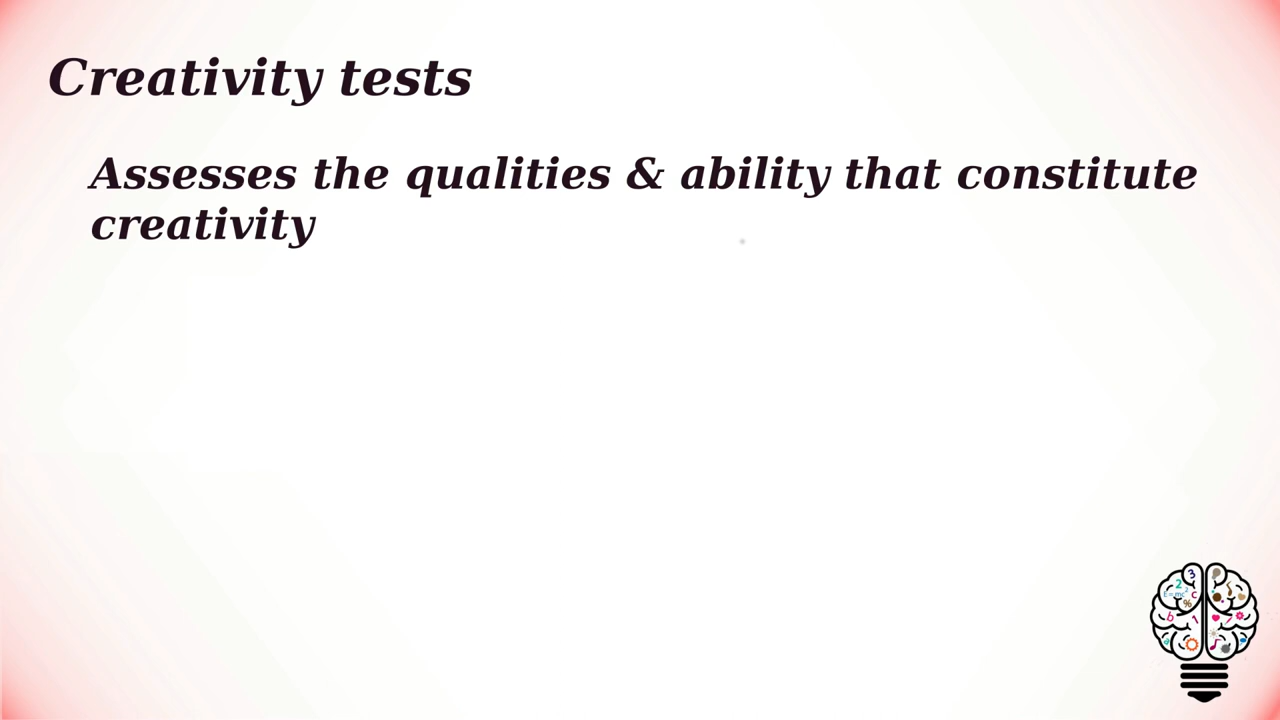 Creativity tests
Assesses the qualities & ability that constitute
creativity